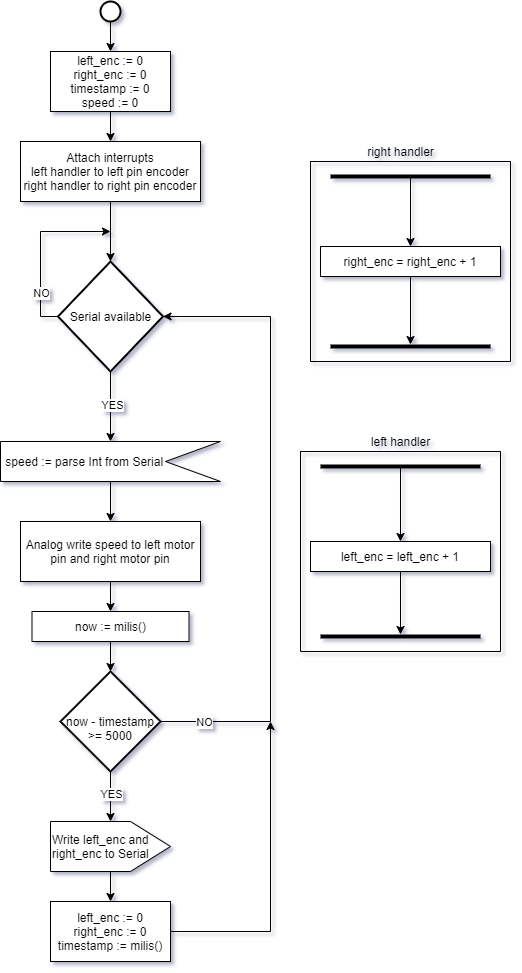 left_enc := 0
right_enc := 0
timestamp := 0
speed := 0
Attach interrupts
left handler to left pin encoder
right handler to right pin encoder
NO
Serial available
YES
speed := parse Int from Serial
Analog write speed to left motor
pin and right motor pin
now := milis()
now - timestamp
>= 5000
NO
YES
Write left_enc and
right_enc to Serial
left_enc := 0
right_enc := 0
timestamp := milis()
right handler
right_enc = right_enc + 1
left handler
left_enc = left_enc + 1